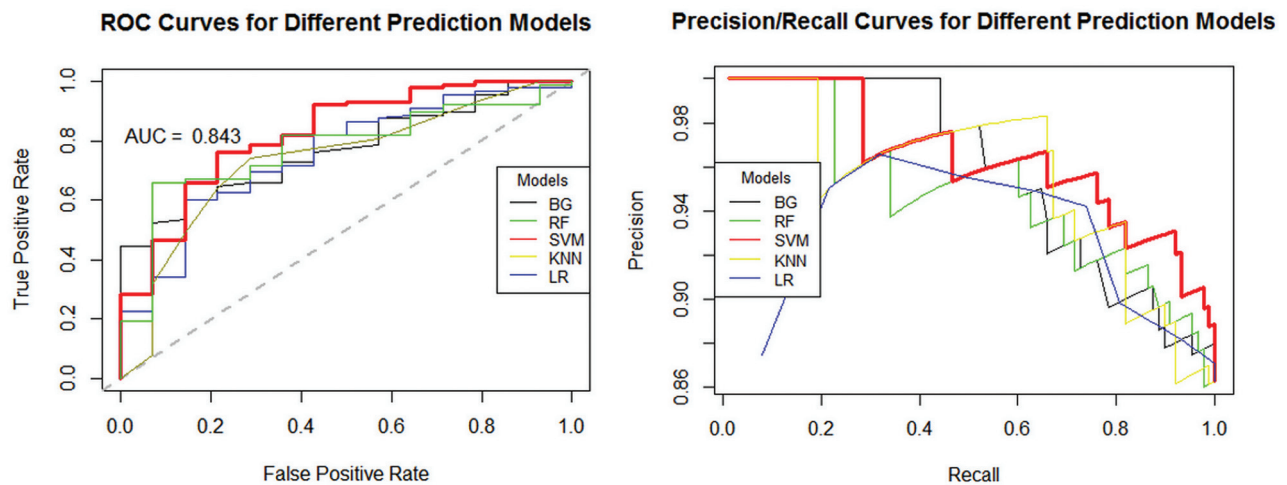 ROC Curves for Different Prediction Models
True Positive Rate
1.0
0.8
0.6
0.4
0.2
0.0
AUC = 0.843
Models
BG
RF
SVM
KNN
LR
0.0 0.2 0.4 0.6 0.8 1.0
False Positive Rate
Precision/Recall Curves for Different Prediction Models
Precision
0.98
0.94
0.90
0.86
Models
BG
RF
SVM
KNN
LR
0.0 0.2 0.4 0.6 0.8 1.0
Recall